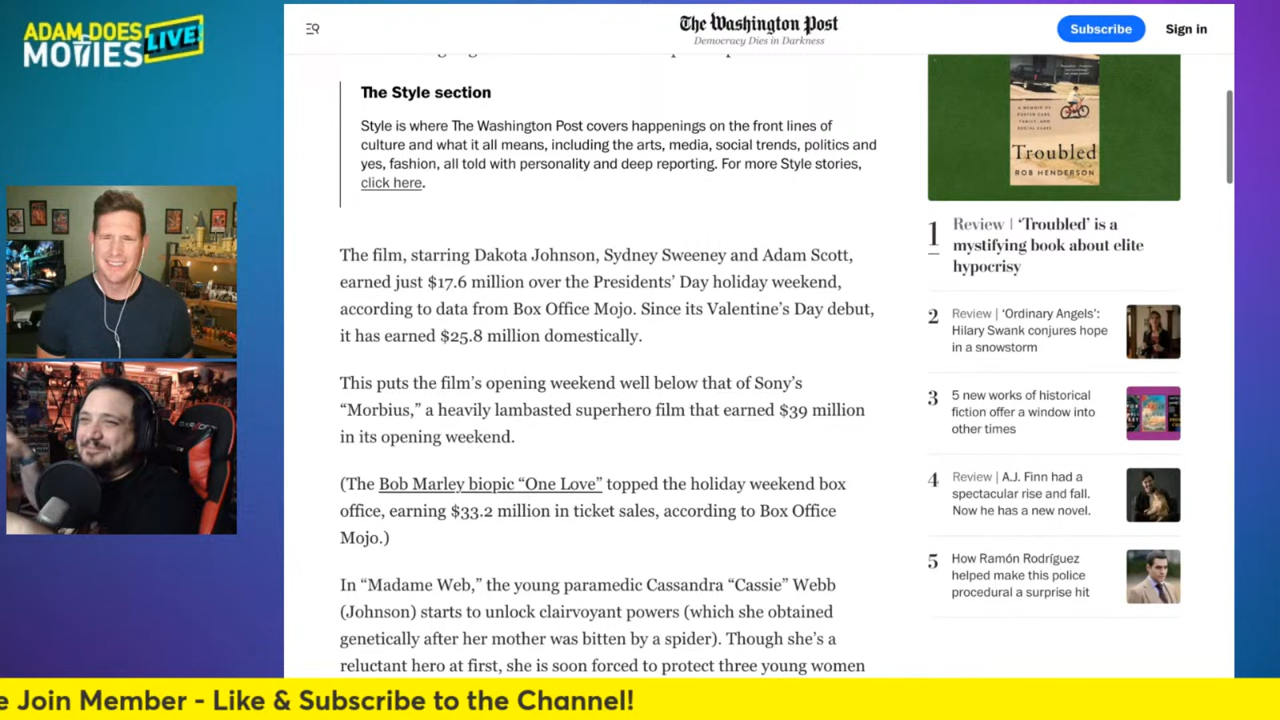 ADAM DOES
MOVIES
LIVE!
The Washington Post
Democracy Dies in Darkness
Subscribe
Sign in
The Style section
Style is where The Washington Post covers happenings on the front lines of
culture and what it all means, including the arts, media, social trends, politics and
yes, fashion, all told with personality and deep reporting. For more Style stories,
click here.
The film, starring Dakota Johnson, Sydney Sweeney and Adam Scott,
earned just $17.6 million over the Presidents’ Day holiday weekend,
according to data from Box Office Mojo. Since its Valentine’s Day debut,
it has earned $25.8 million domestically.
This puts the film’s opening weekend well below that of Sony’s
“Morbius,” a heavily lambasted superhero film that earned $39 million
in its opening weekend.
(The Bob Marley biopic “One Love” topped the holiday weekend box
office, earning $33.2 million in ticket sales, according to Box Office
Mojo.)
In “Madame Web,” the young paramedic Cassandra “Cassie” Webb
(Johnson) starts to unlock clairvoyant powers (which she obtained
genetically after her mother was bitten by a spider). Though she’s a
reluctant hero at first, she is soon forced to protect three young women
A MEMOIR OF
FOSTER CARE,
FAMILY, AND
SOCIAL CLASS
Troubled
ROB HENDERSON
1
Review | ‘Troubled’ is a
mystifying book about elite
hypocrisy
2
Review | ‘Ordinary Angels’:
Hilary Swank conjures hope
in a snowstorm
3
5 new works of historical
fiction offer a window into
other times
4
Review | A.J. Finn had a
spectacular rise and fall.
Now he has a new novel.
5
How Ramón Rodríguez
helped make this police
procedural a surprise hit
e Join Member - Like & Subscribe to the Channel!